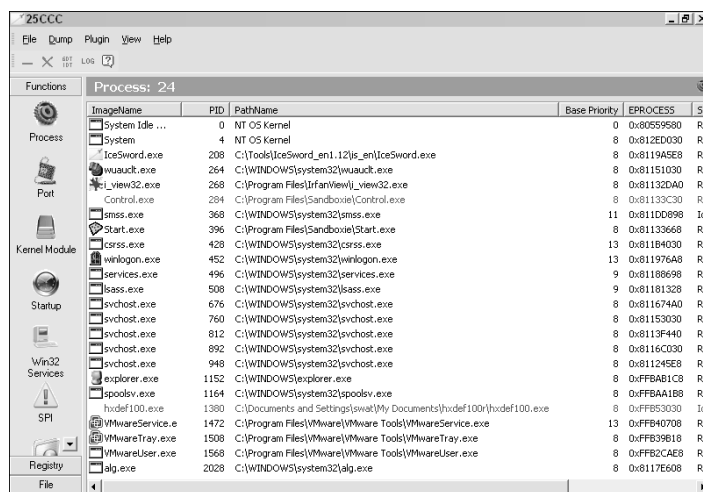 25CCC
File Dump Plugin View Help
GDT IDT LOG
Functions
Process: 24
ImageName PID PathName Base Priority EPROCESS S
System Idle ... 0 NT OS Kernel 0 0x80559580 R
System 4 NT OS Kernel 8 0x812ED030 R
IceSword.exe 208 C:\Tools\IceSword_en1.12\is_en\IceSword.exe 8 0x8119A5E8 R
wuauclt.exe 264 C:\WINDOWS\system32\wuauclt.exe 8 0x81151030 R
i_view32.exe 268 C:\Program Files\IrfanView\i_view32.exe 8 0x81132DA0 R
Control.exe 284 C:\Program Files\Sandboxie\Control.exe 8 0x81133C30 R
smss.exe 368 C:\WINDOWS\system32\smss.exe 11 0x811DD898 Id
Start.exe 396 C:\Program Files\Sandboxie\Start.exe 8 0x81133668 R
csrss.exe 428 C:\WINDOWS\system32\csrss.exe 13 0x811B4030 R
winlogon.exe 452 C:\WINDOWS\system32\winlogon.exe 13 0x811976A8 R
services.exe 496 C:\WINDOWS\system32\services.exe 9 0x81188698 R
lsass.exe 508 C:\WINDOWS\system32\lsass.exe 9 0x81181328 R
svchost.exe 676 C:\WINDOWS\system32\svchost.exe 8 0x811674A0 R
svchost.exe 760 C:\WINDOWS\system32\svchost.exe 8 0x81153030 R
svchost.exe 812 C:\WINDOWS\system32\svchost.exe 8 0x8113F440 R
svchost.exe 892 C:\WINDOWS\system32\svchost.exe 8 0x8116C030 R
svchost.exe 948 C:\WINDOWS\system32\svchost.exe 8 0x811245E8 R
explorer.exe 1152 C:\WINDOWS\explorer.exe 8 0xFFBAB1C8 R
spoolsv.exe 1164 C:\WINDOWS\system32\spoolsv.exe 8 0xFFBAA1B8 R
hxdef100.exe 1380 C:\Documents and Settings\swat\My Documents\hxdef100r\hxdef100.exe 8 0xFFB53030 Id
VMwareService.e 1472 C:\Program Files\VMware\VMware Tools\VMwareService.exe 13 0xFFB40708 R
VMwareTray.exe 1508 C:\Program Files\VMware\VMware Tools\VMwareTray.exe 8 0xFFB39B18 R
VMwareUser.exe 1568 C:\Program Files\VMware\VMware Tools\VMwareUser.exe 8 0xFFB2CAE8 R
alg.exe 2028 C:\WINDOWS\system32\alg.exe 8 0x8117E608 R
Process
Port
Kernel Module
Startup
Win32
Services
SPI
Registry
File